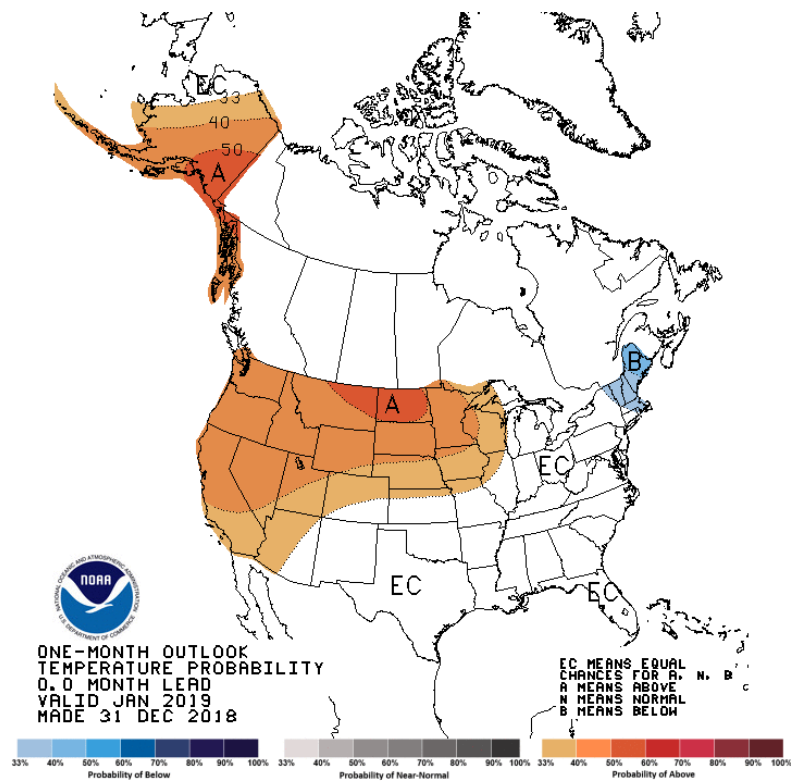 EC
33
40
50
A
B
A
EC
EC
EC
NATIONAL OCEANIC AND ATMOSPHERIC ADMINISTRATION
NOAA
U.S. DEPARTMENT OF COMMERCE
ONE-MONTH OUTLOOK
TEMPERATURE PROBABILITY
0.0 MONTH LEAD
VALID JAN 2019
MADE 31 DEC 2018
EC MEANS EQUAL
CHANCES FOR A, N, B
A MEANS ABOVE
N MEANS NORMAL
B MEANS BELOW
33% 40% 50% 60% 70% 80% 90% 100%
Probability of Below
33% 40% 50% 60% 70% 80% 90% 100%
Probability of Near-Normal
33% 40% 50% 60% 70% 80% 90% 100%
Probability of Above